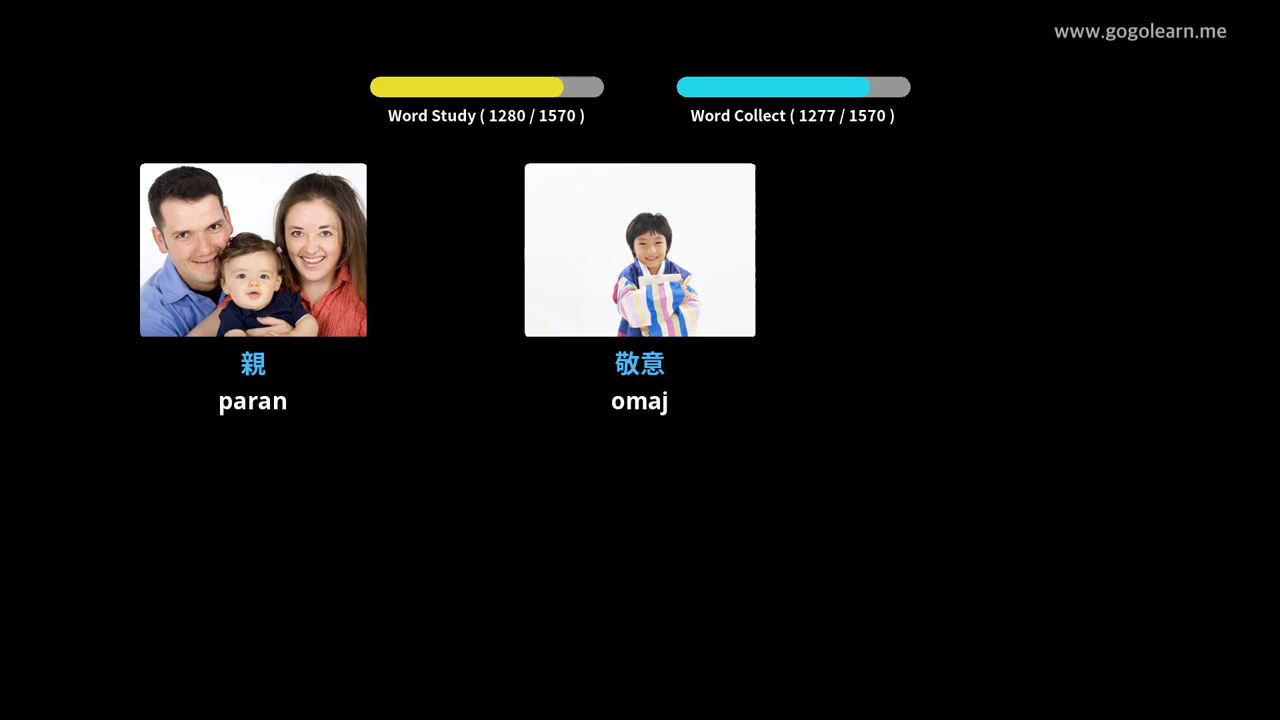 www.gogolearn.me
Word Study ( 1280 / 1570 )
Word Collect ( 1277 / 1570 )
親
paran
敬意
omaj